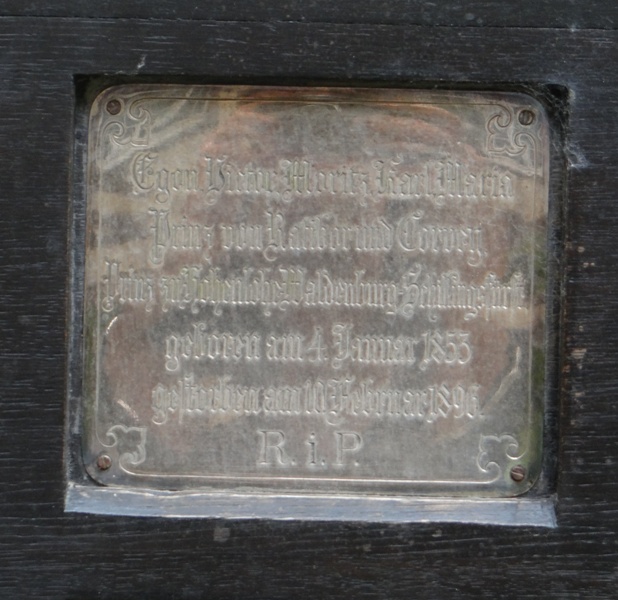 Egon Victor Moritz Karl Maria
Prinz von Ratibor und Corvey
Prinz zu Hohenlohe Waldenburg Schillingsfürst
geboren am 4. Januar 1853
gestorben am 10 Februar 1896.
R. i. P.